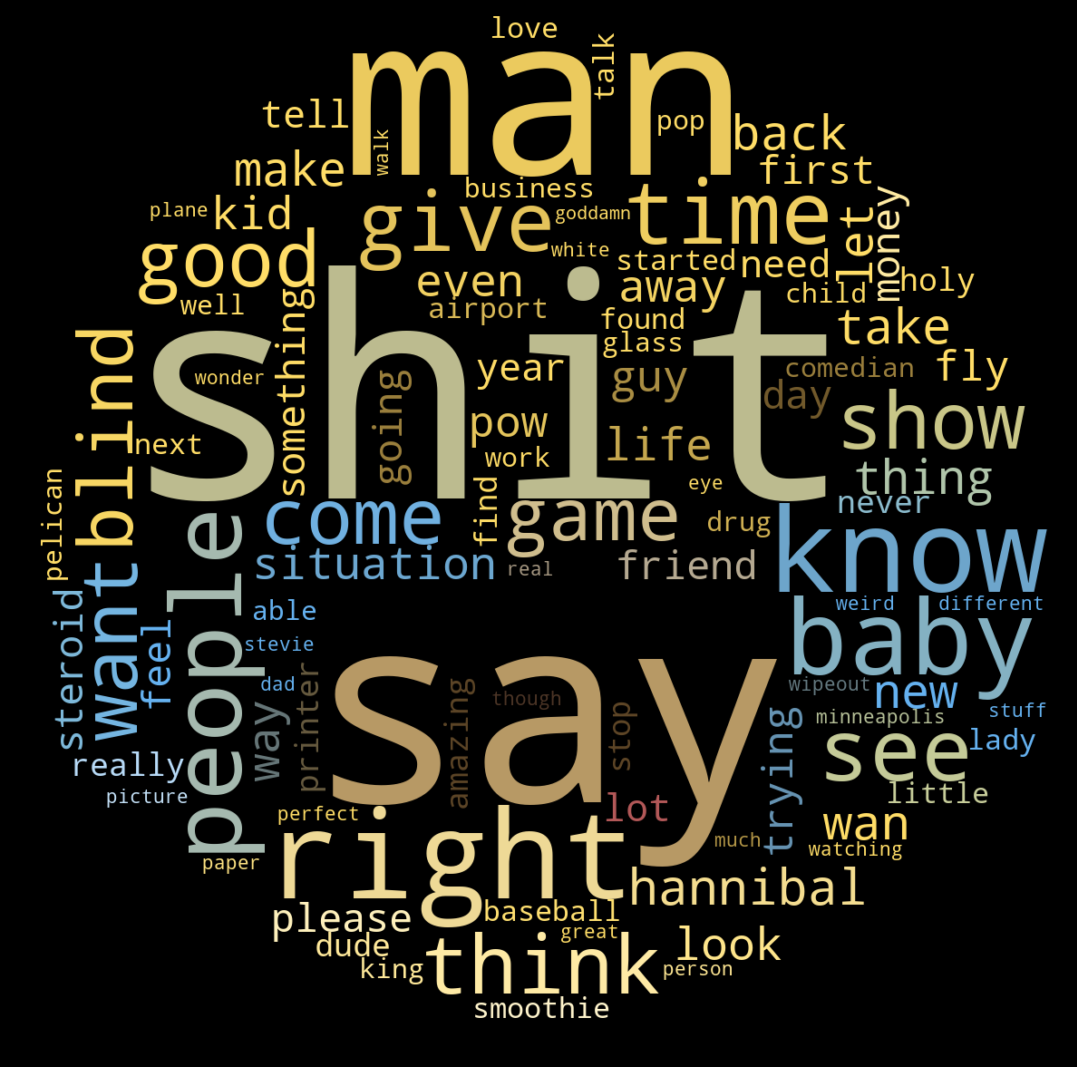 love
man
talk
tell
walk
pop
back
make
first
business
plane
kid
give
goddamn
time
let
money
good
white
started
need
holy
even
away
child
well
airport
something
found
take
shit
glass
blind
wonder
going
year
guy
comedian
fly
day
show
next
pow
life
work
thing
pelican
people
come
find
game
eye
drug
never
know
situation
real
friend
want
steroid
feel
able
weird
different
baby
stevie
say
dad
wipeout
new
way
printer
amazing
though
stop
trying
minneapolis
stuff
see
lady
really
picture
little
perfect
lot
wan
right
much
watching
paper
hannibal
please
baseball
great
dude
think
look
king
person
smoothie